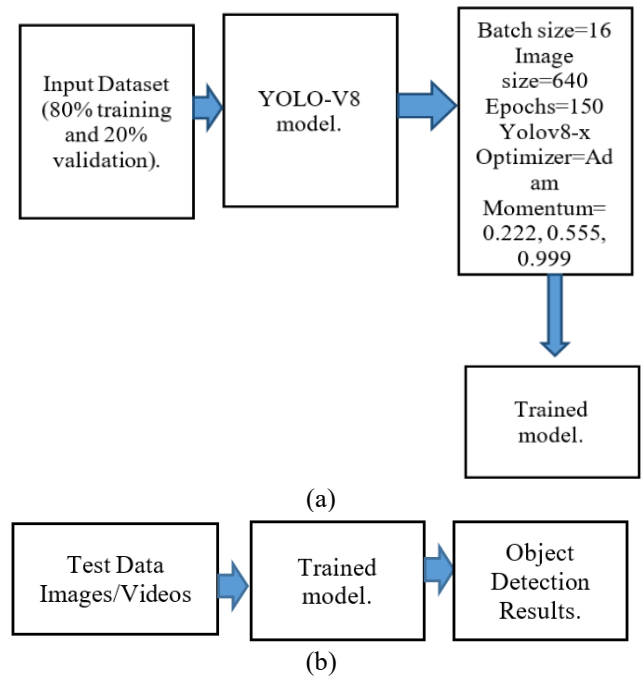 Input Dataset
(80% training
and 20%
validation).
YOLO-V8
model.
Batch size=16
Image
size=640
Epochs=150
Yolov8-x
Optimizer=Ad
am
Momentum=
0.222, 0.555,
0.999
Trained
model.
(a)
Test Data
Images/Videos
Trained
model.
Object
Detection
Results.
(b)